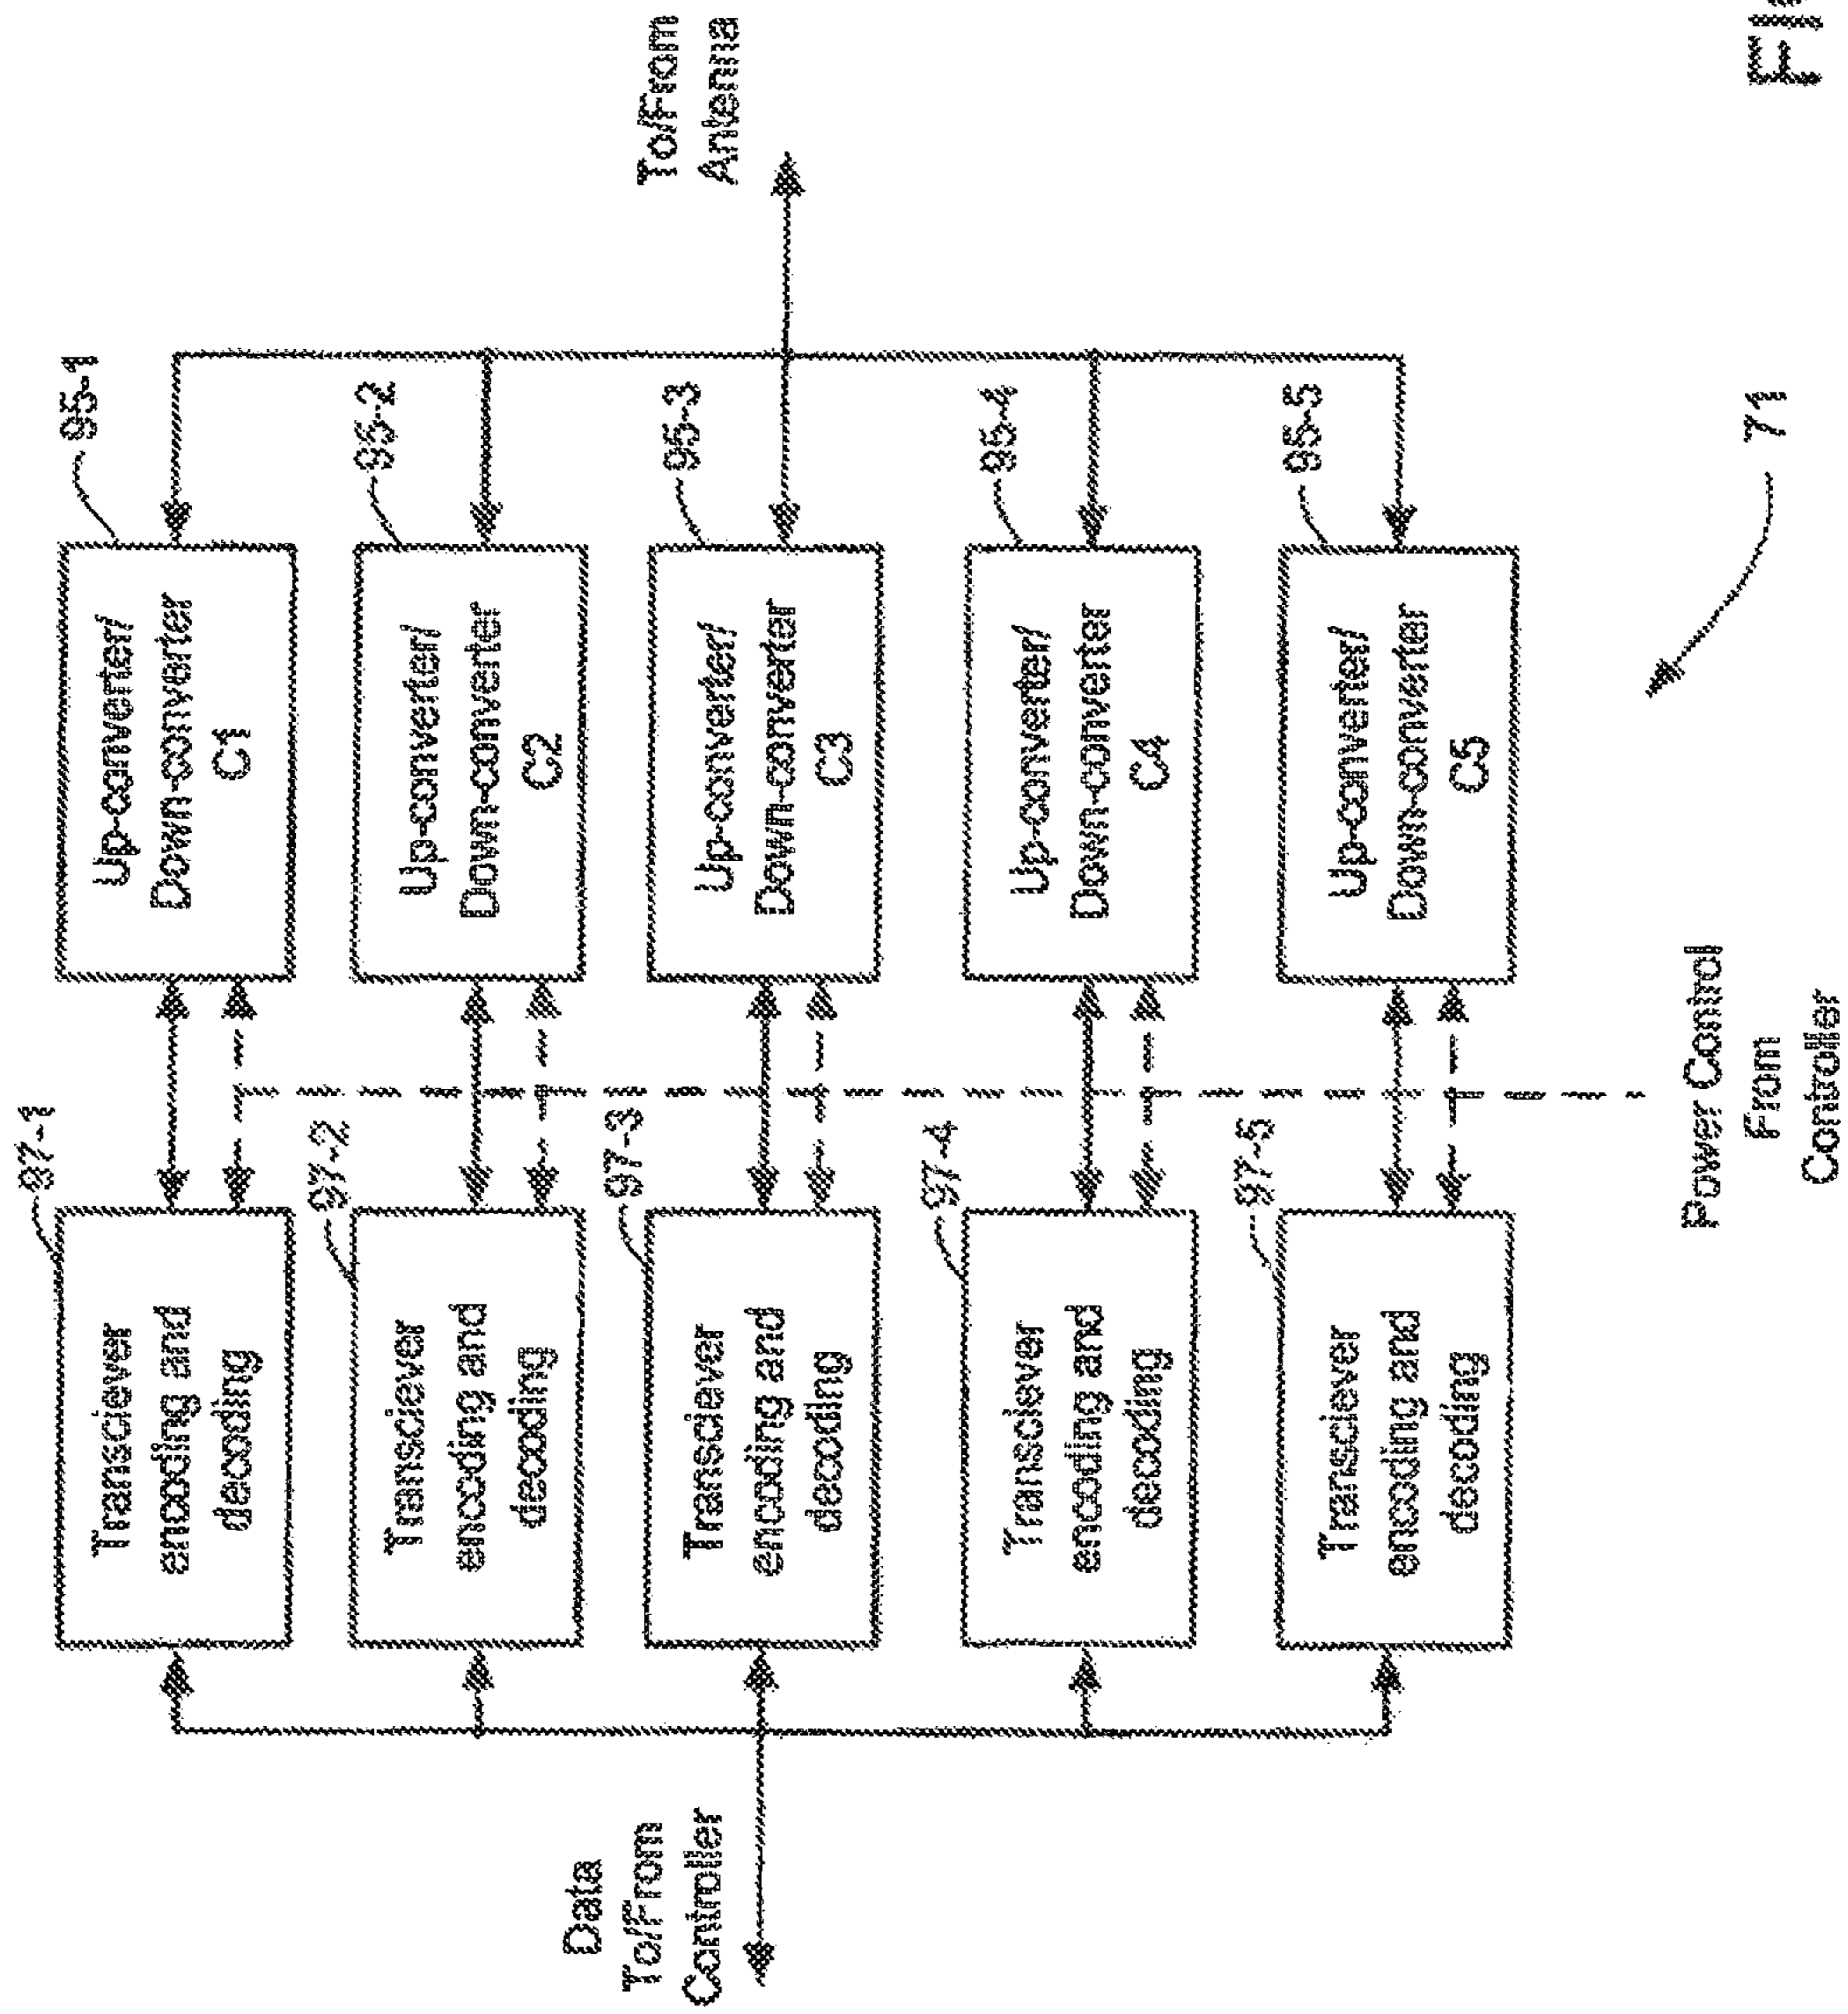 97-1
Transciever
encoding and
decoding
97-2
Transciever
encoding and
decoding
97-3
Transciever
encoding and
decoding
97-4
Transciever
encoding and
decoding
97-5
Transciever
encoding and
decoding
95-1
Up-converter/
Down-converter
C1
95-2
Up-converter/
Down-converter
C2
95-3
Up-converter/
Down-converter
C3
95-4
Up-converter/
Down-converter
C4
95-5
Up-converter/
Down-converter
C5
Data
To/From
Controller
To/From
Antenna
Power Control
From
Controller
71